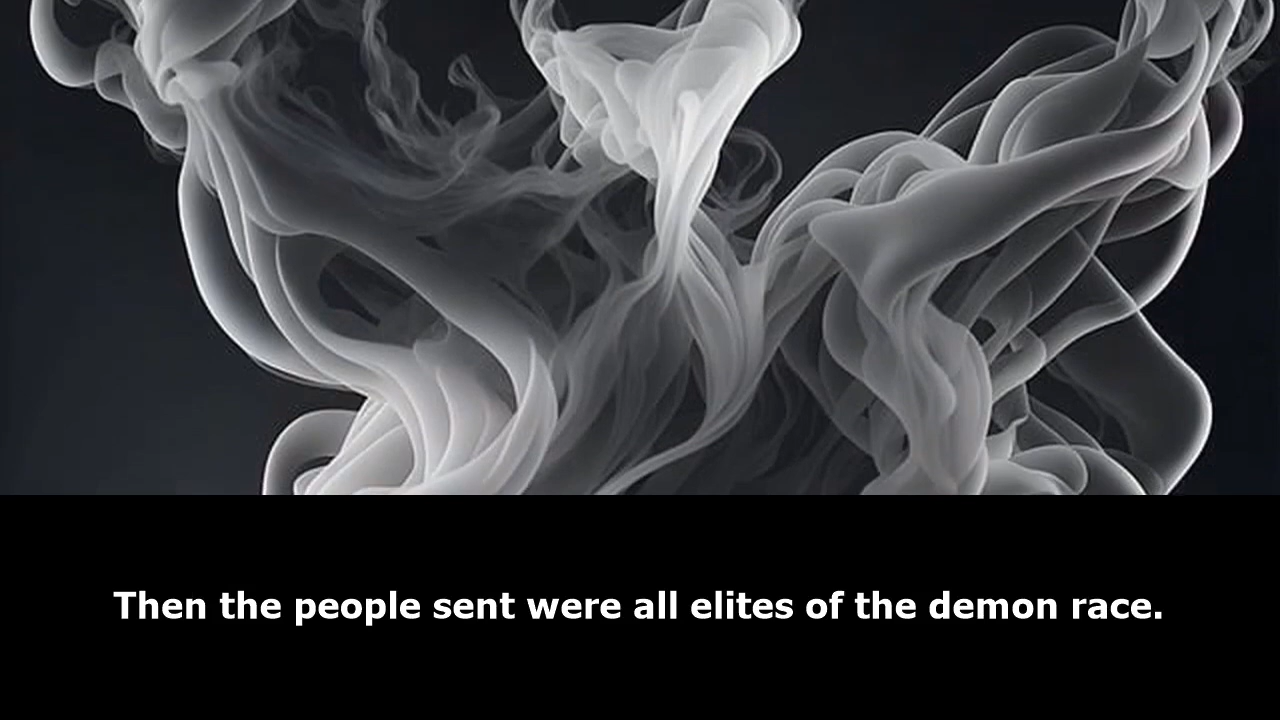 Then the people sent were all elites of the demon race.